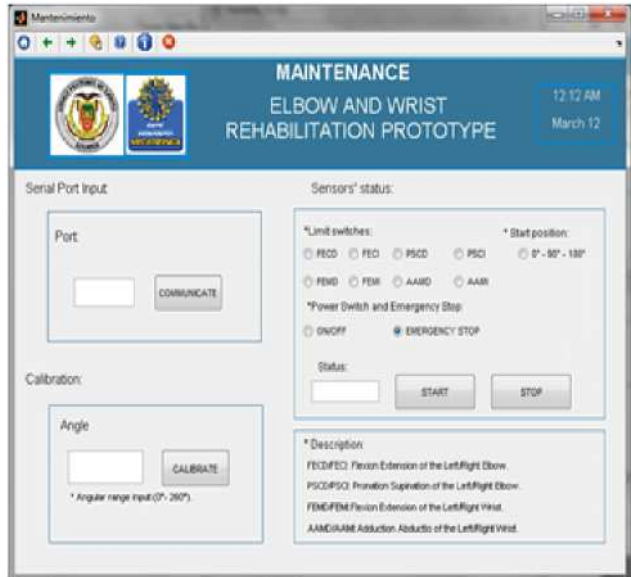 Mantenimiento
MAINTENANCE
ELBOW AND WRIST
REHABILITATION PROTOTYPE
12:12 AM
March 12
Serial Port Input
Port
COMMUNICATE
Calibration:
Angle
CALIBRATE
* Angular range input (0°- 260°).
Sensors' status:
*Limit switches:
* Start position:
FECD FECI PSCD PSCI
0° - 90° - 180°
FEMD FEMI AAMD AAMI
*Power Switch and Emergency Stop:
ON/OFF EMERGENCY STOP
Status:
START STOP
* Description:
FECD/FECI: Flexion Extension of the Left/Right Elbow.
PSCD/PSCI: Pronation Supination of the Left/Right Elbow.
FEMD/FEMI: Flexion Extension of the Left/Right Wrist.
AAMD/AAMI: Adduction Abductio of the Left/Right Wrist.